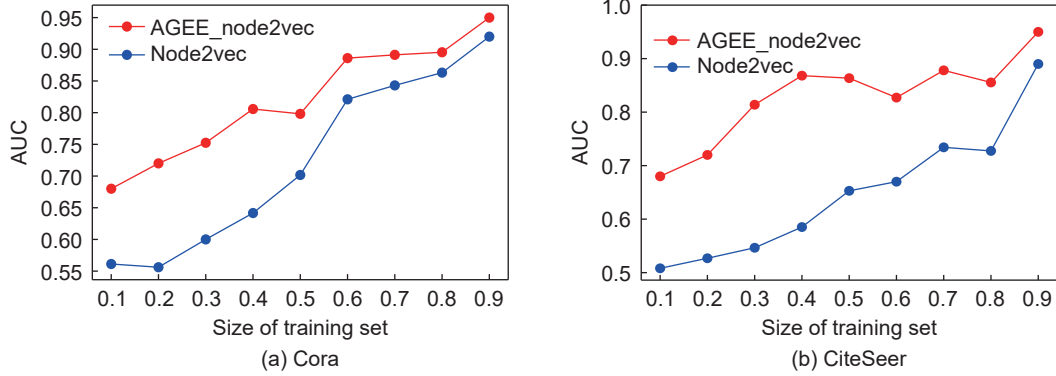 0.95
0.90
0.85
0.80
0.75
0.70
0.65
0.60
0.55
AUC
AGEE_node2vec
Node2vec
0.1 0.2 0.3 0.4 0.5 0.6 0.7 0.8 0.9
Size of training set
(a) Cora
1.0
0.9
0.8
0.7
0.6
0.5
AUC
AGEE_node2vec
Node2vec
0.1 0.2 0.3 0.4 0.5 0.6 0.7 0.8 0.9
Size of training set
(b) CiteSeer